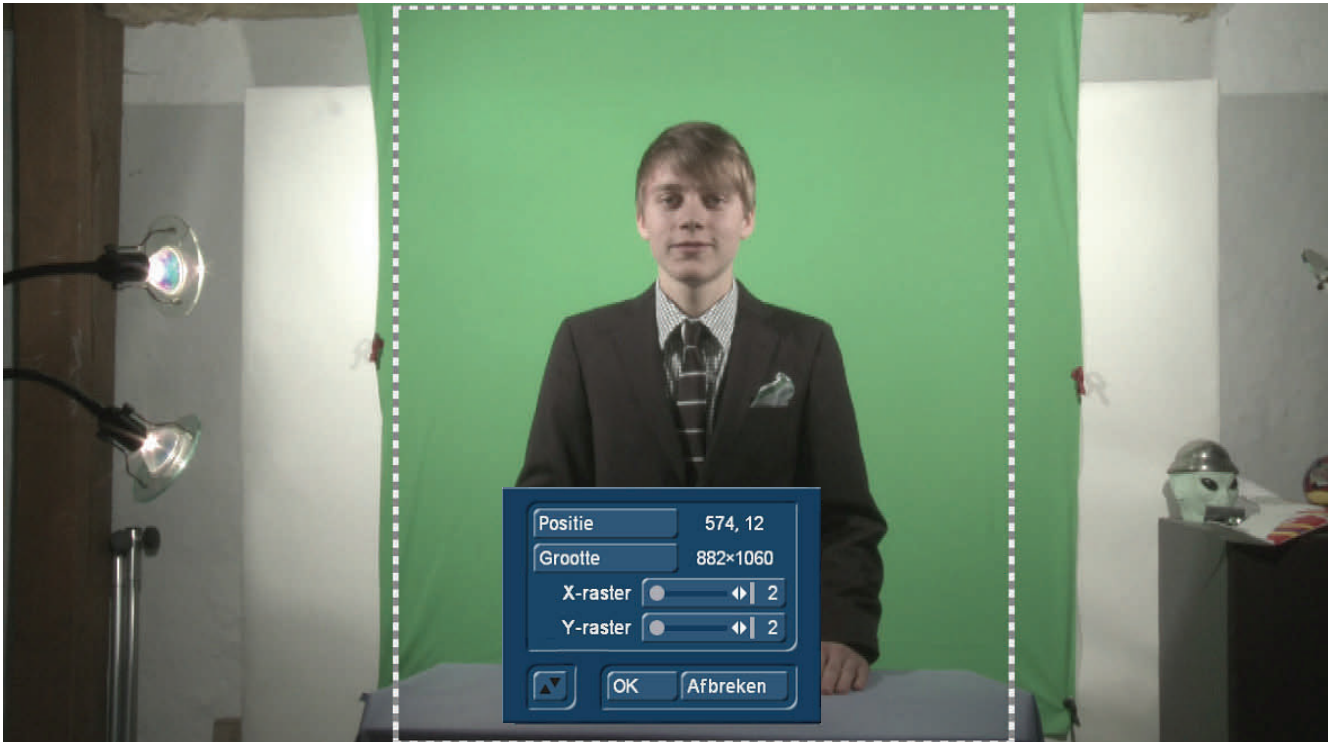 Positie 574, 12
Grootte 882×1060
X-raster 2
Y-raster 2
OK Afbreken